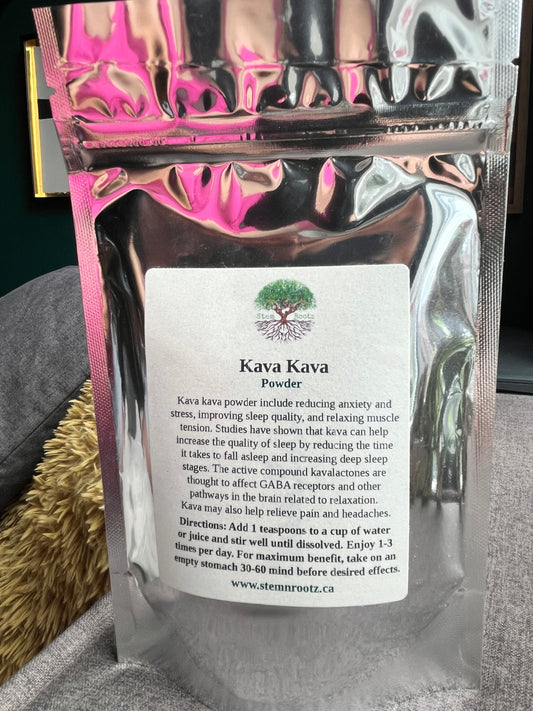 Stem Rootz
Kava Kava
Powder
Kava kava powder include reducing anxiety and
stress, improving sleep quality, and relaxing muscle
tension. Studies have shown that kava can help
increase the quality of sleep by reducing the time
it takes to fall asleep and increasing deep sleep
stages. The active compound kavalactones are
thought to affect GABA receptors and other
pathways in the brain related to relaxation.
Kava may also help relieve pain and headaches.
Directions: Add 1 teaspoons to a cup of water
or juice and stir well until dissolved. Enjoy 1-3
times per day. For maximum benefit, take on an
empty stomach 30-60 mind before desired effects.
www.stemnrootz.ca